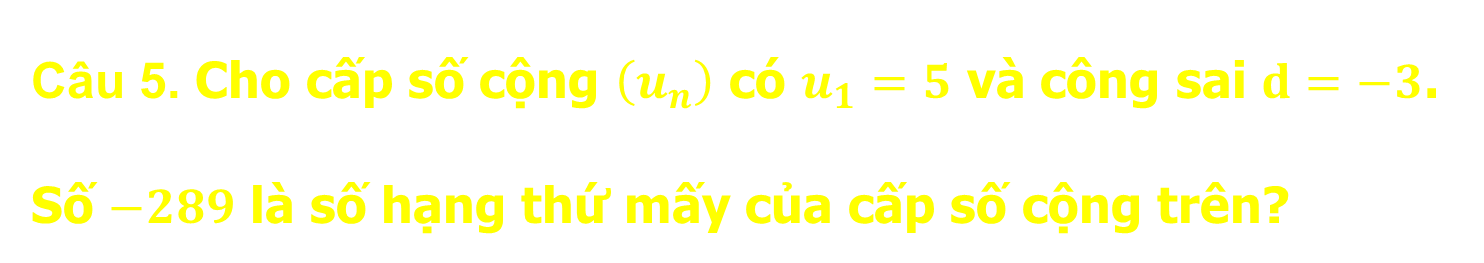 Câu 5. Cho cấp số cộng (uₙ) có u₁ = 5 và công sai d = −3.
Số −289 là số hạng thứ mấy của cấp số cộng trên?